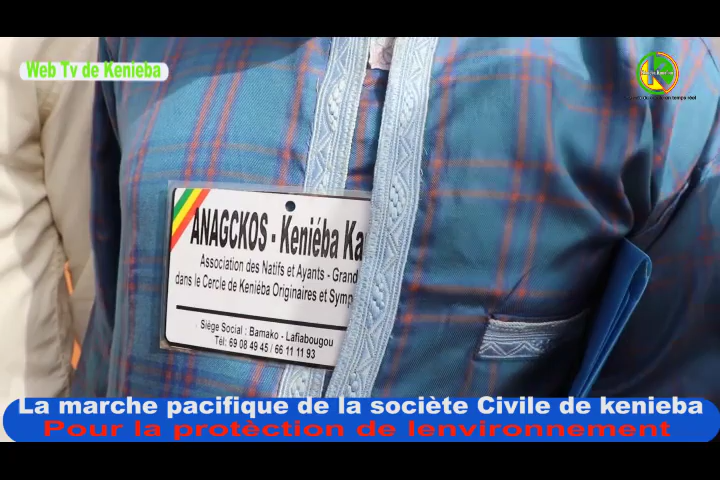 Web Tv de Kenieba
ANAGCKOS - Keniéba Ka
Association des Natifs et Ayants - Grand
dans le Cercle de Keniéba Originaires et Symp
Siège Social : Bamako - Lafiabougou
Tél: 69 08 49 45 / 66 11 11 93
La marche pacifique de la sociète Civile de kenieba
Pour la protèction de lenvironnement